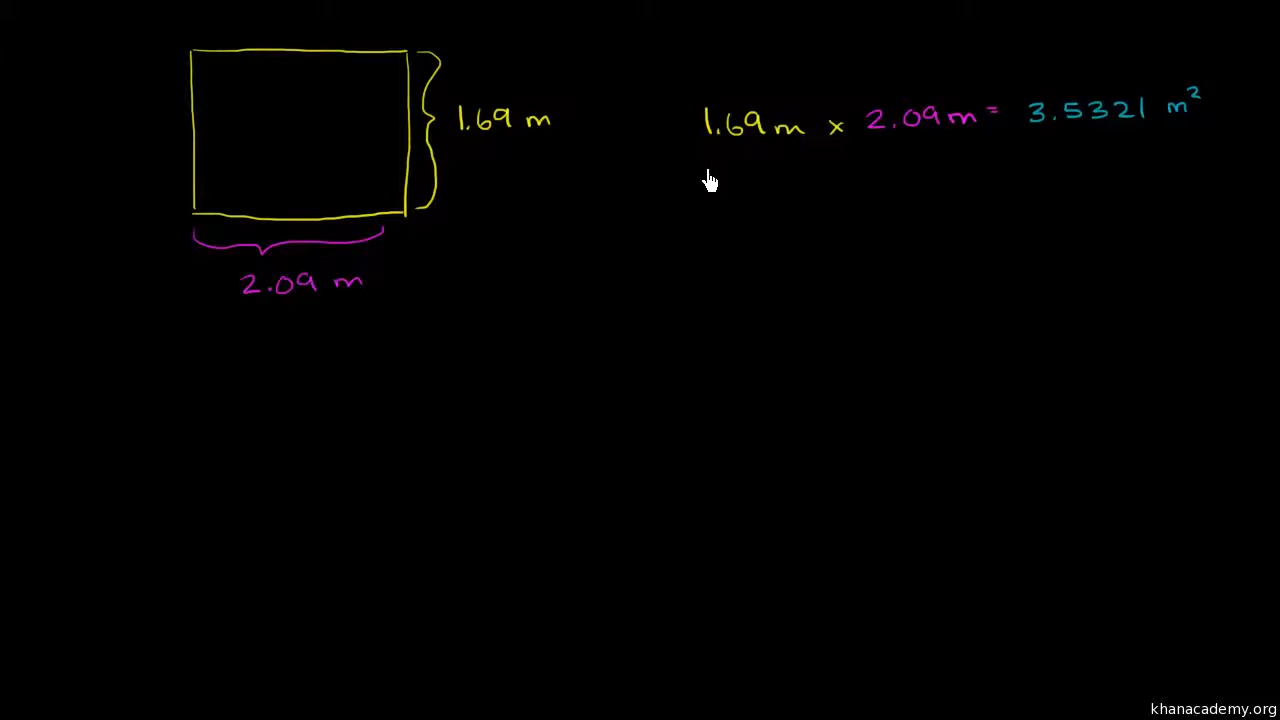 1.69 m
1.69 m × 2.09 m = 3.5321 m²
2.09 m
khanacademy.org